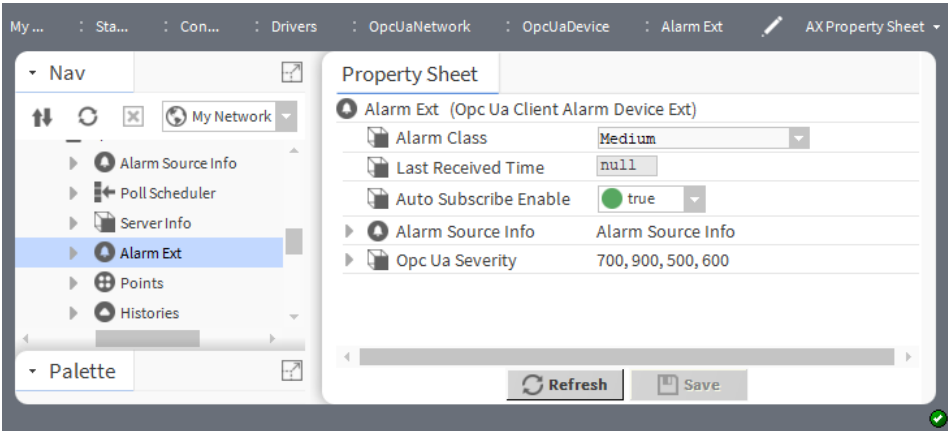 My ... : Sta... : Con... : Drivers : OpcUaNetwork : OpcUaDevice : Alarm Ext AX Property Sheet
Nav
My Network
Alarm Source Info
Poll Scheduler
Server Info
Alarm Ext
Points
Histories
Palette
Property Sheet
Alarm Ext (Opc Ua Client Alarm Device Ext)
Alarm Class Medium
Last Received Time null
Auto Subscribe Enable true
Alarm Source Info Alarm Source Info
Opc Ua Severity 700, 900, 500, 600
Refresh Save